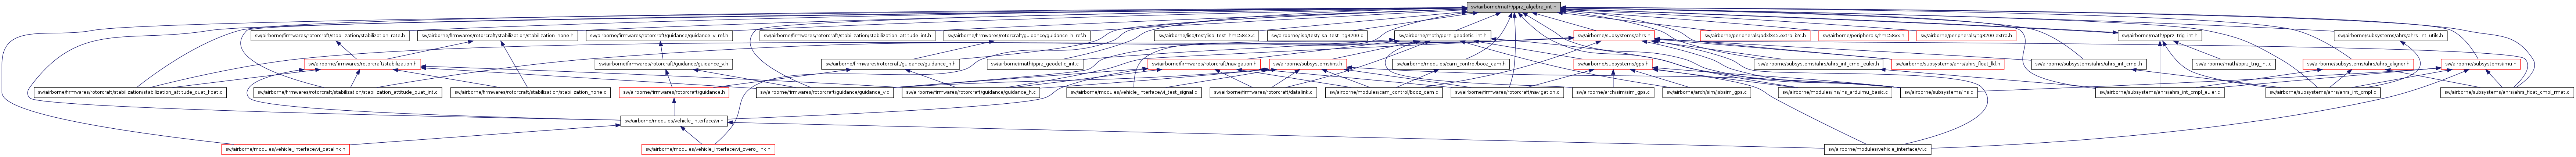 sw/airborne/math/pprz_algebra_int.h
sw/airborne/firmwares/rotorcraft/stabilization/stabilization_rate.h
sw/airborne/firmwares/rotorcraft/stabilization/stabilization_none.h
sw/airborne/firmwares/rotorcraft/guidance/guidance_v_ref.h
sw/airborne/firmwares/rotorcraft/stabilization/stabilization_attitude_int.h
sw/airborne/firmwares/rotorcraft/guidance/guidance_h_ref.h
sw/airborne/lisa/test/lisa_test_hmc5843.c
sw/airborne/lisa/test/lisa_test_itg3200.c
sw/airborne/math/pprz_geodetic_int.h
sw/airborne/subsystems/ahrs.h
sw/airborne/peripherals/adxl345.extra_i2c.h
sw/airborne/peripherals/hmc58xx.h
sw/airborne/peripherals/itg3200.extra.h
sw/airborne/math/pprz_trig_int.h
sw/airborne/subsystems/ahrs/ahrs_int_utils.h
sw/airborne/firmwares/rotorcraft/stabilization.h
sw/airborne/firmwares/rotorcraft/guidance/guidance_v.h
sw/airborne/firmwares/rotorcraft/guidance/guidance_h.h
sw/airborne/math/pprz_geodetic_int.c
sw/airborne/firmwares/rotorcraft/navigation.h
sw/airborne/subsystems/ins.h
sw/airborne/modules/cam_control/booz_cam.h
sw/airborne/subsystems/gps.h
sw/airborne/subsystems/ahrs/ahrs_int_cmpl_euler.h
sw/airborne/subsystems/ahrs/ahrs_float_lkf.h
sw/airborne/subsystems/ahrs/ahrs_int_cmpl.h
sw/airborne/math/pprz_trig_int.c
sw/airborne/subsystems/ahrs/ahrs_aligner.h
sw/airborne/subsystems/imu.h
sw/airborne/firmwares/rotorcraft/stabilization/stabilization_attitude_quat_float.c
sw/airborne/firmwares/rotorcraft/stabilization/stabilization_attitude_quat_int.c
sw/airborne/firmwares/rotorcraft/stabilization/stabilization_none.c
sw/airborne/firmwares/rotorcraft/guidance.h
sw/airborne/firmwares/rotorcraft/guidance/guidance_v.c
sw/airborne/firmwares/rotorcraft/guidance/guidance_h.c
sw/airborne/modules/vehicle_interface/vi_test_signal.c
sw/airborne/firmwares/rotorcraft/datalink.c
sw/airborne/modules/cam_control/booz_cam.c
sw/airborne/firmwares/rotorcraft/navigation.c
sw/airborne/arch/sim/sim_gps.c
sw/airborne/arch/sim/jsbsim_gps.c
sw/airborne/modules/ins/ins_arduimu_basic.c
sw/airborne/subsystems/ins.c
sw/airborne/subsystems/ahrs/ahrs_int_cmpl_euler.c
sw/airborne/subsystems/ahrs/ahrs_int_cmpl.c
sw/airborne/subsystems/ahrs/ahrs_float_cmpl_rmat.c
sw/airborne/modules/vehicle_interface/vi.h
sw/airborne/modules/vehicle_interface/vi_datalink.h
sw/airborne/modules/vehicle_interface/vi_overo_link.h
sw/airborne/modules/vehicle_interface/vi.c